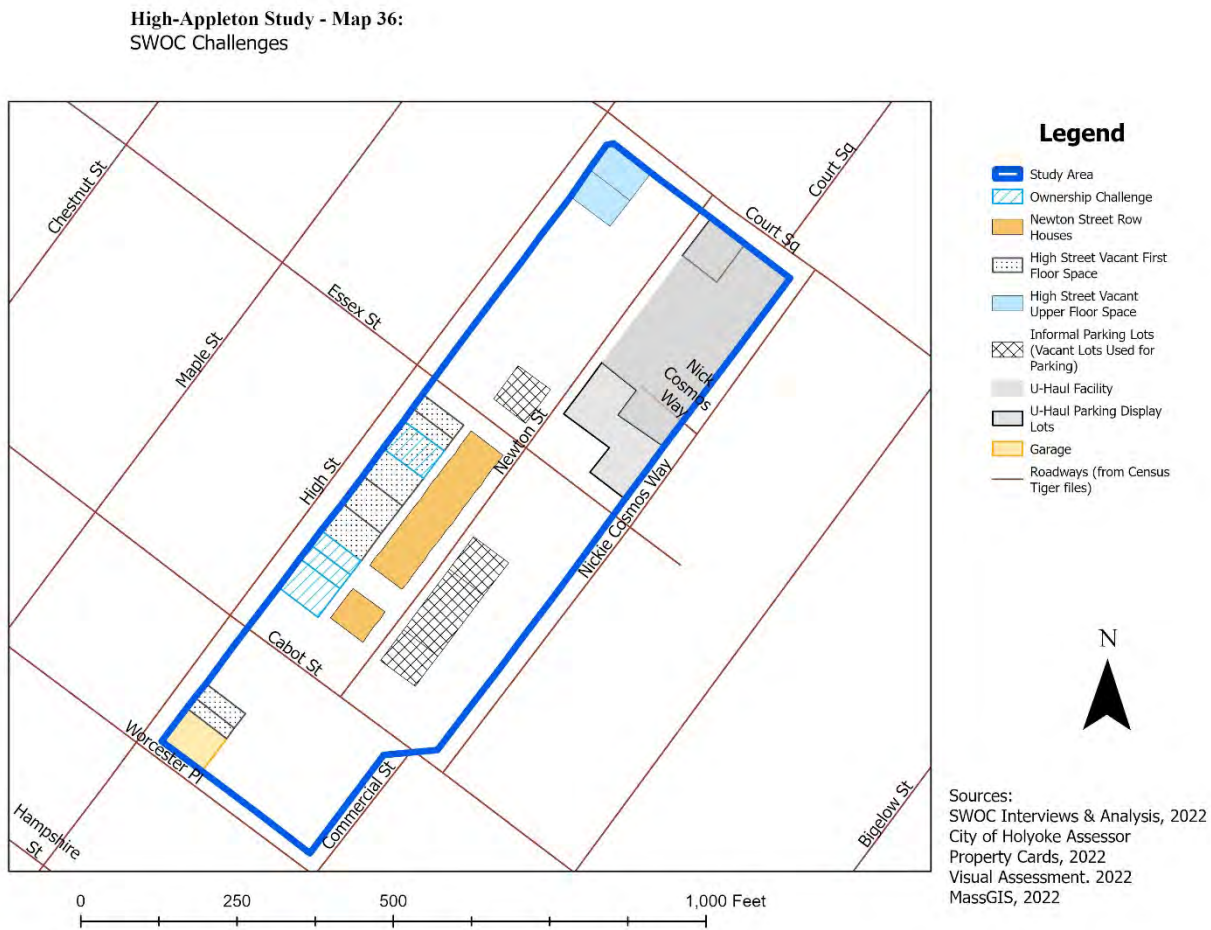 High-Appleton Study - Map 36:
SWOC Challenges
Chestnut St
Maple St
Essex St
High St
Court Sq
Court Sq
Nick
Cosmos
Way
Newton St
Nickie Cosmos Way
Cabot St
Worcester Pl
Commercial St
Hampshire
St
Bigelow St
Legend
Study Area
Ownership Challenge
Newton Street Row
Houses
High Street Vacant First
Floor Space
High Street Vacant
Upper Floor Space
Informal Parking Lots
(Vacant Lots Used for
Parking)
U-Haul Facility
U-Haul Parking Display
Lots
Garage
Roadways (from Census
Tiger files)
N
Sources:
SWOC Interviews & Analysis, 2022
City of Holyoke Assessor
Property Cards, 2022
Visual Assessment. 2022
MassGIS, 2022
0 250 500 1,000 Feet